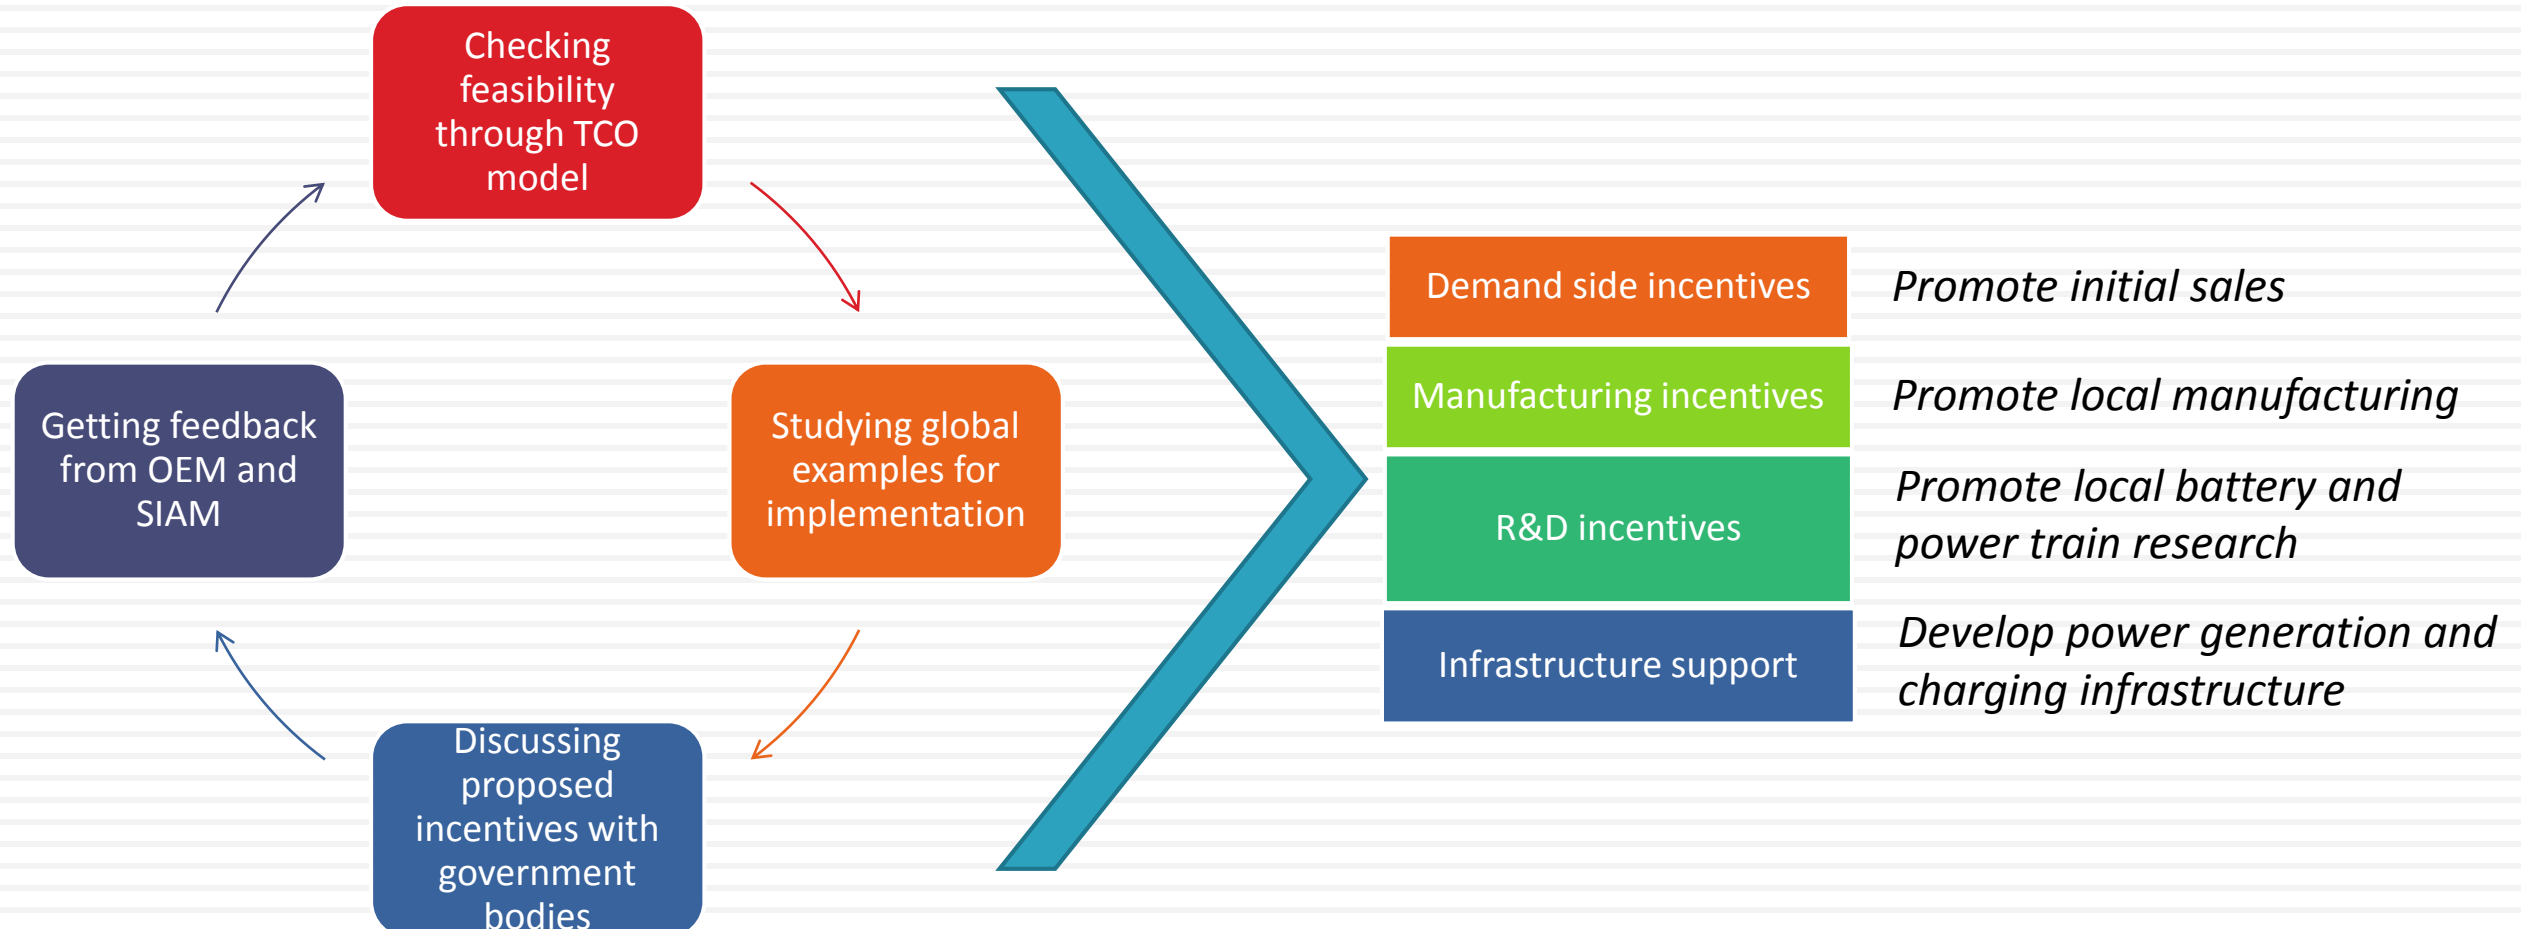 Checking
feasibility
through TCO
model
Getting feedback
from OEM and
SIAM
Studying global
examples for
implementation
Discussing
proposed
incentives with
government
bodies
Demand side incentives
Promote initial sales
Manufacturing incentives
Promote local manufacturing
R&D incentives
Promote local battery and
power train research
Infrastructure support
Develop power generation and
charging infrastructure